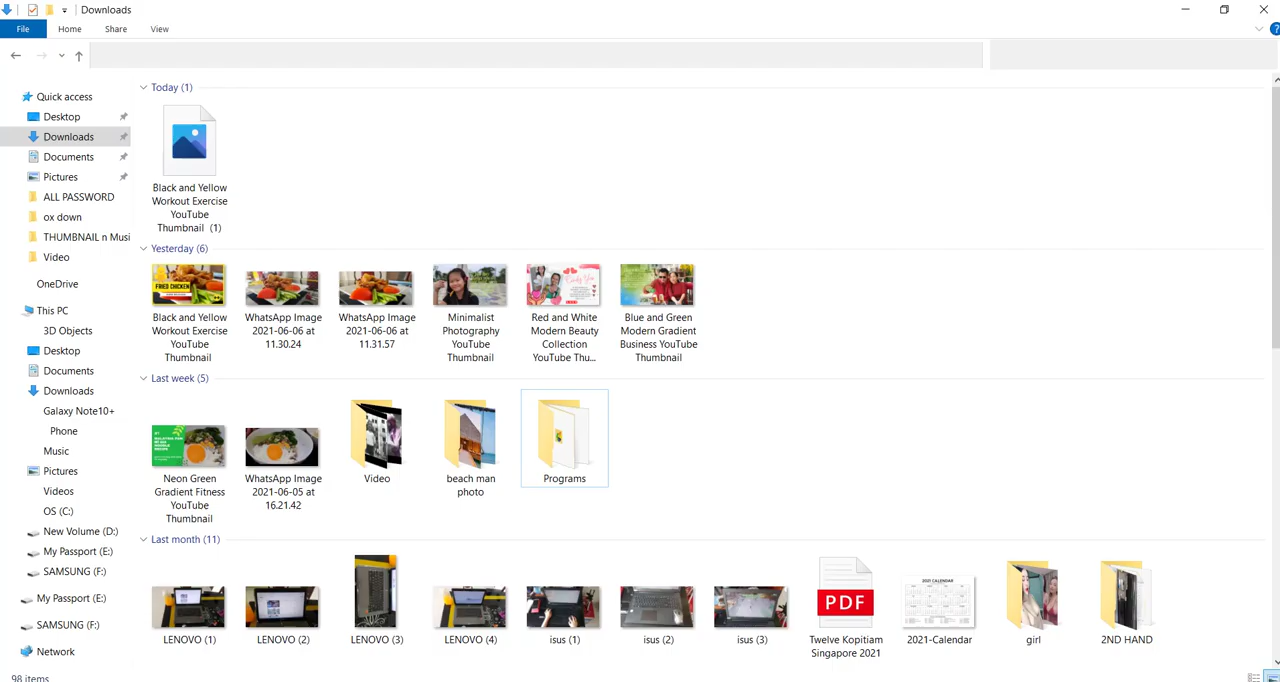 Downloads
File Home Share View
?
Quick access
Desktop
Downloads
Documents
Pictures
ALL PASSWORD
ox down
THUMBNAIL n Musi
Video
OneDrive
This PC
3D Objects
Desktop
Documents
Downloads
Galaxy Note10+
Phone
Music
Pictures
Videos
OS (C:)
New Volume (D:)
My Passport (E:)
SAMSUNG (F:)
My Passport (E:)
SAMSUNG (F:)
Network
98 items
Today (1)
Black and Yellow
Workout Exercise
YouTube
Thumbnail (1)
Yesterday (6)
FRIED CHICKEN
Black and Yellow
Workout Exercise
YouTube
Thumbnail
WhatsApp Image
2021-06-06 at
11.30.24
WhatsApp Image
2021-06-06 at
11.31.57
Minimalist
Photography
YouTube
Thumbnail
Red and White
Modern Beauty
Collection
YouTube Thu...
Blue and Green
Modern Gradient
Business YouTube
Thumbnail
Last week (5)
Neon Green
Gradient Fitness
YouTube
Thumbnail
WhatsApp Image
2021-06-05 at
16.21.42
Video
beach man
photo
Programs
Last month (11)
LENOVO (1)
LENOVO (2)
LENOVO (3)
LENOVO (4)
isus (1)
isus (2)
isus (3)
PDF
Twelve Kopitiam
Singapore 2021
2021 CALENDAR
2021-Calendar
girl
2ND HAND